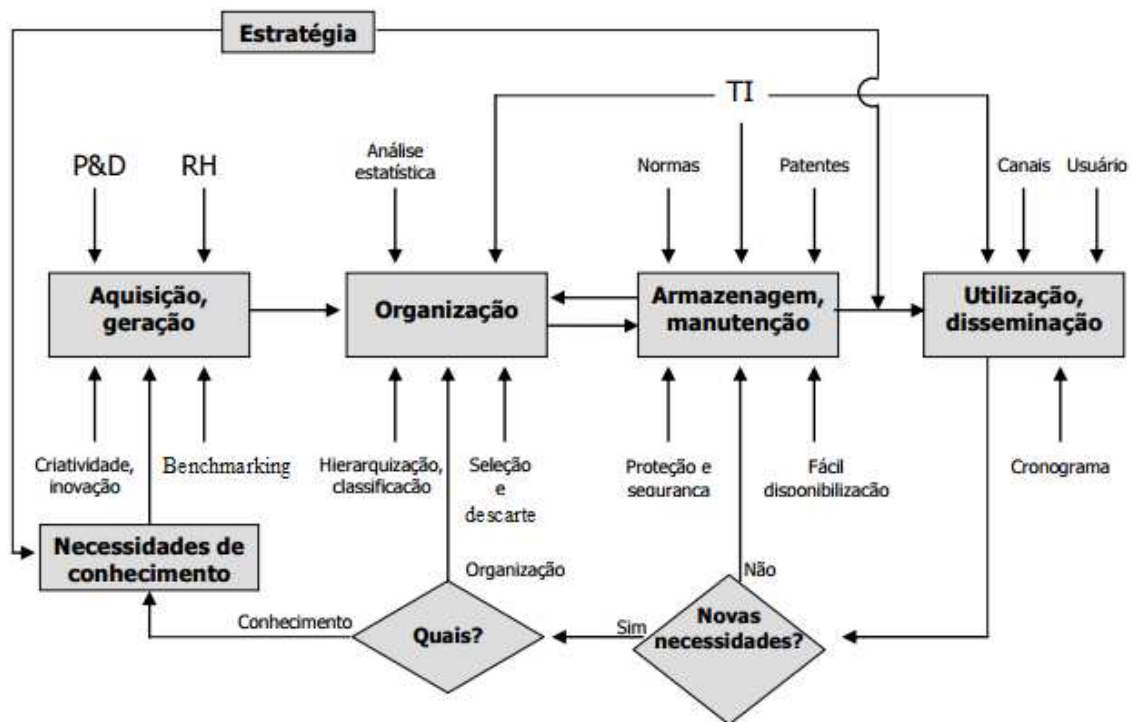 Estratégia
TI
P&D
RH
Análise
estatística
Normas
Patentes
Canais
Usuário
Aquisição,
geração
Organização
Armazenagem,
manutenção
Utilização,
disseminação
Criatividade,
inovação
Benchmarking
Hierarquização,
classificação
Seleção
e
descarte
Proteção e
segurança
Fácil
disponibilização
Cronograma
Necessidades de
conhecimento
Organização
Não
Conhecimento
Quais?
Sim
Novas
necessidades?